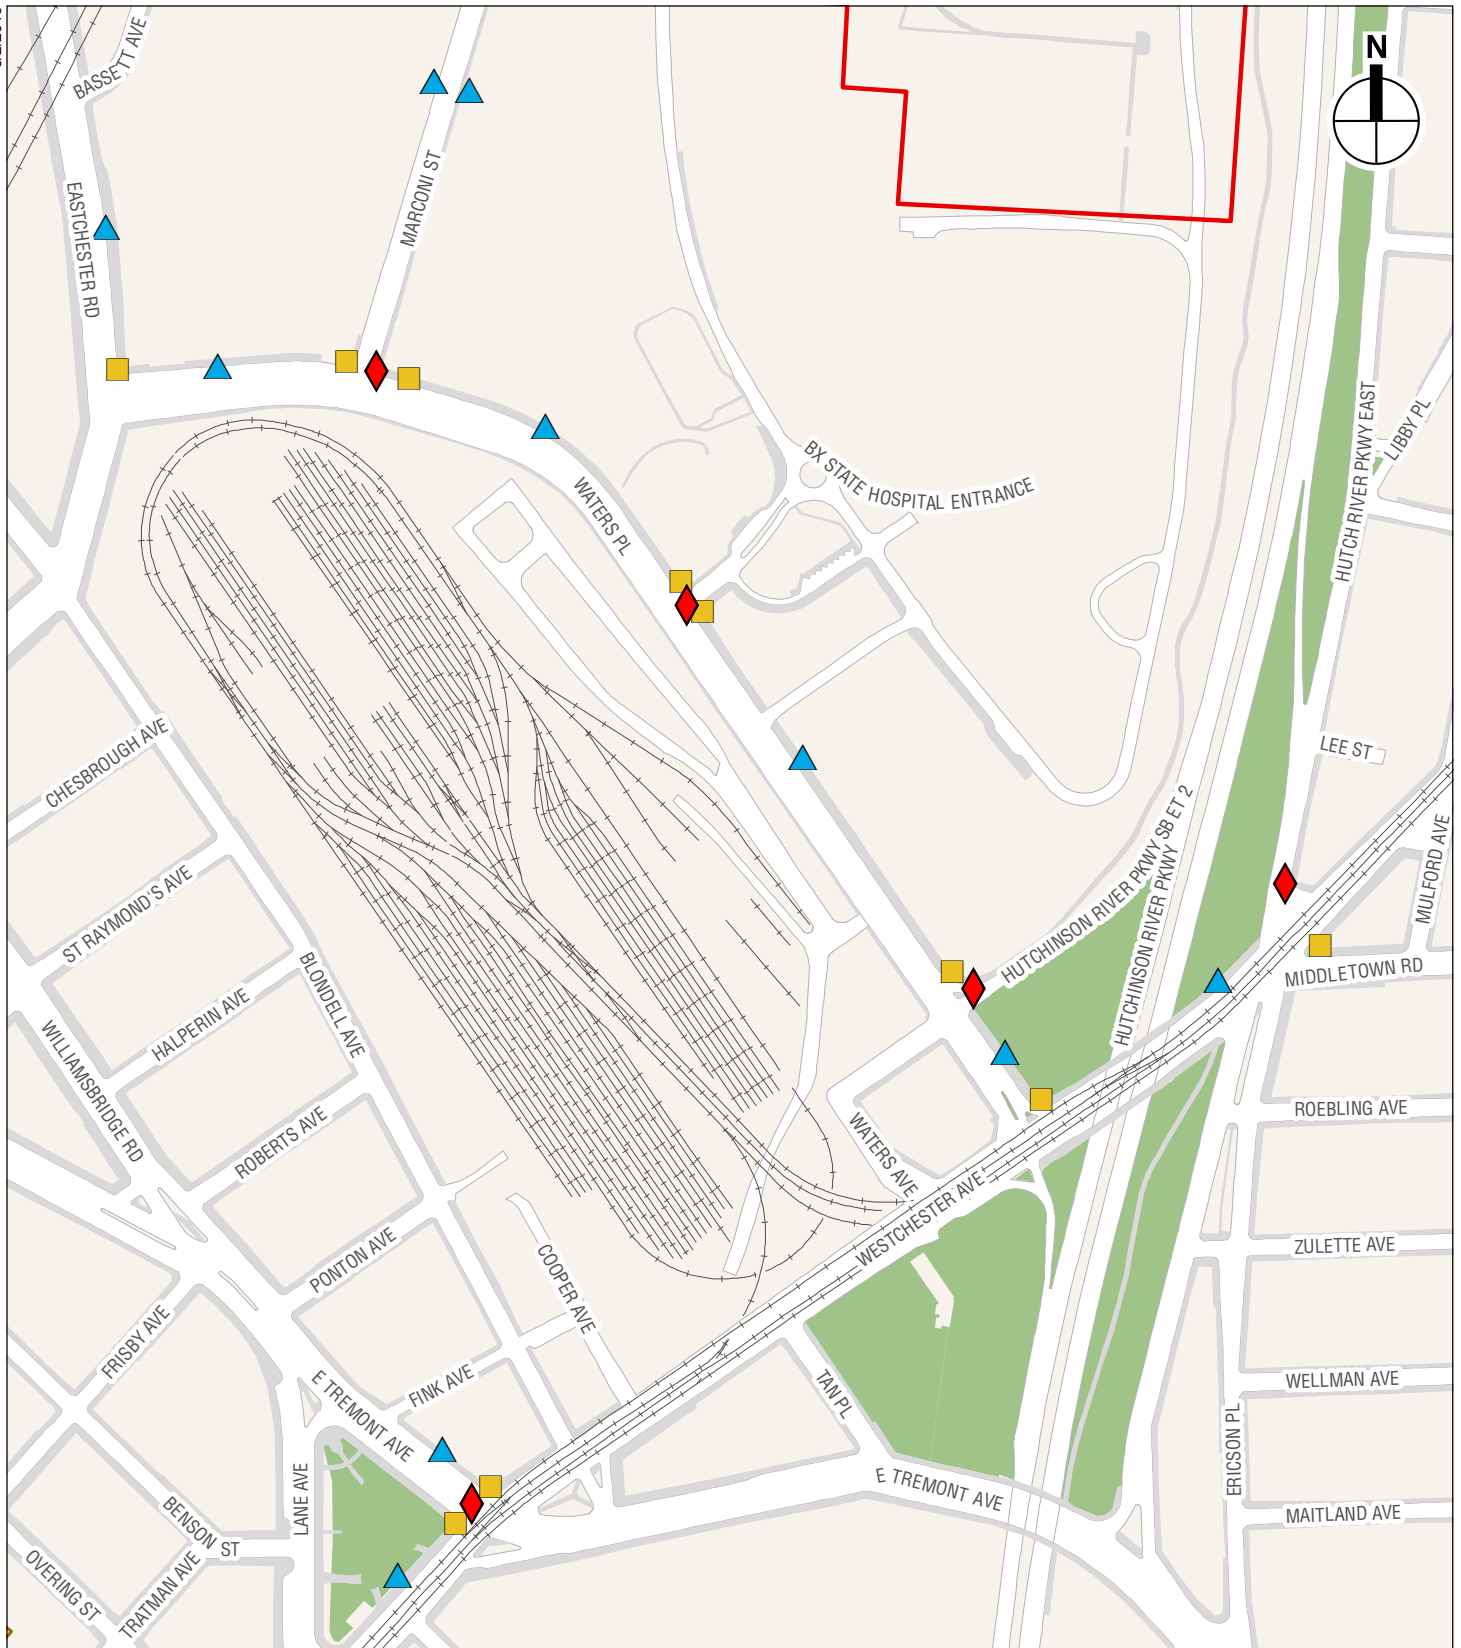 BASSETT AVE
N
EASTCHESTER RD
MARCONI ST
HUTCH RIVER PKWY EAST
LIBBY PL
BX STATE HOSPITAL ENTRANCE
WATERS PL
LEE ST
CHESBROUGH AVE
HUTCHINSON RIVER PKWY SB ET 2
HUTCHINSON RIVER PKWY
MULFORD AVE
ST RAYMOND'S AVE
MIDDLETOWN RD
BLONDELL AVE
HALPERIN AVE
WILLIAMSBRIDGE RD
ROBERTS AVE
ROEBLING AVE
WATERS AVE
WESTCHESTER AVE
PONTON AVE
COOPER AVE
ZULETTE AVE
FRISBY AVE
E TREMONT AVE
FINK AVE
TAN PL
WELLMAN AVE
ERICSON PL
LANE AVE
E TREMONT AVE
MAITLAND AVE
BENSON ST
OVERING ST
TRATMAN AVE